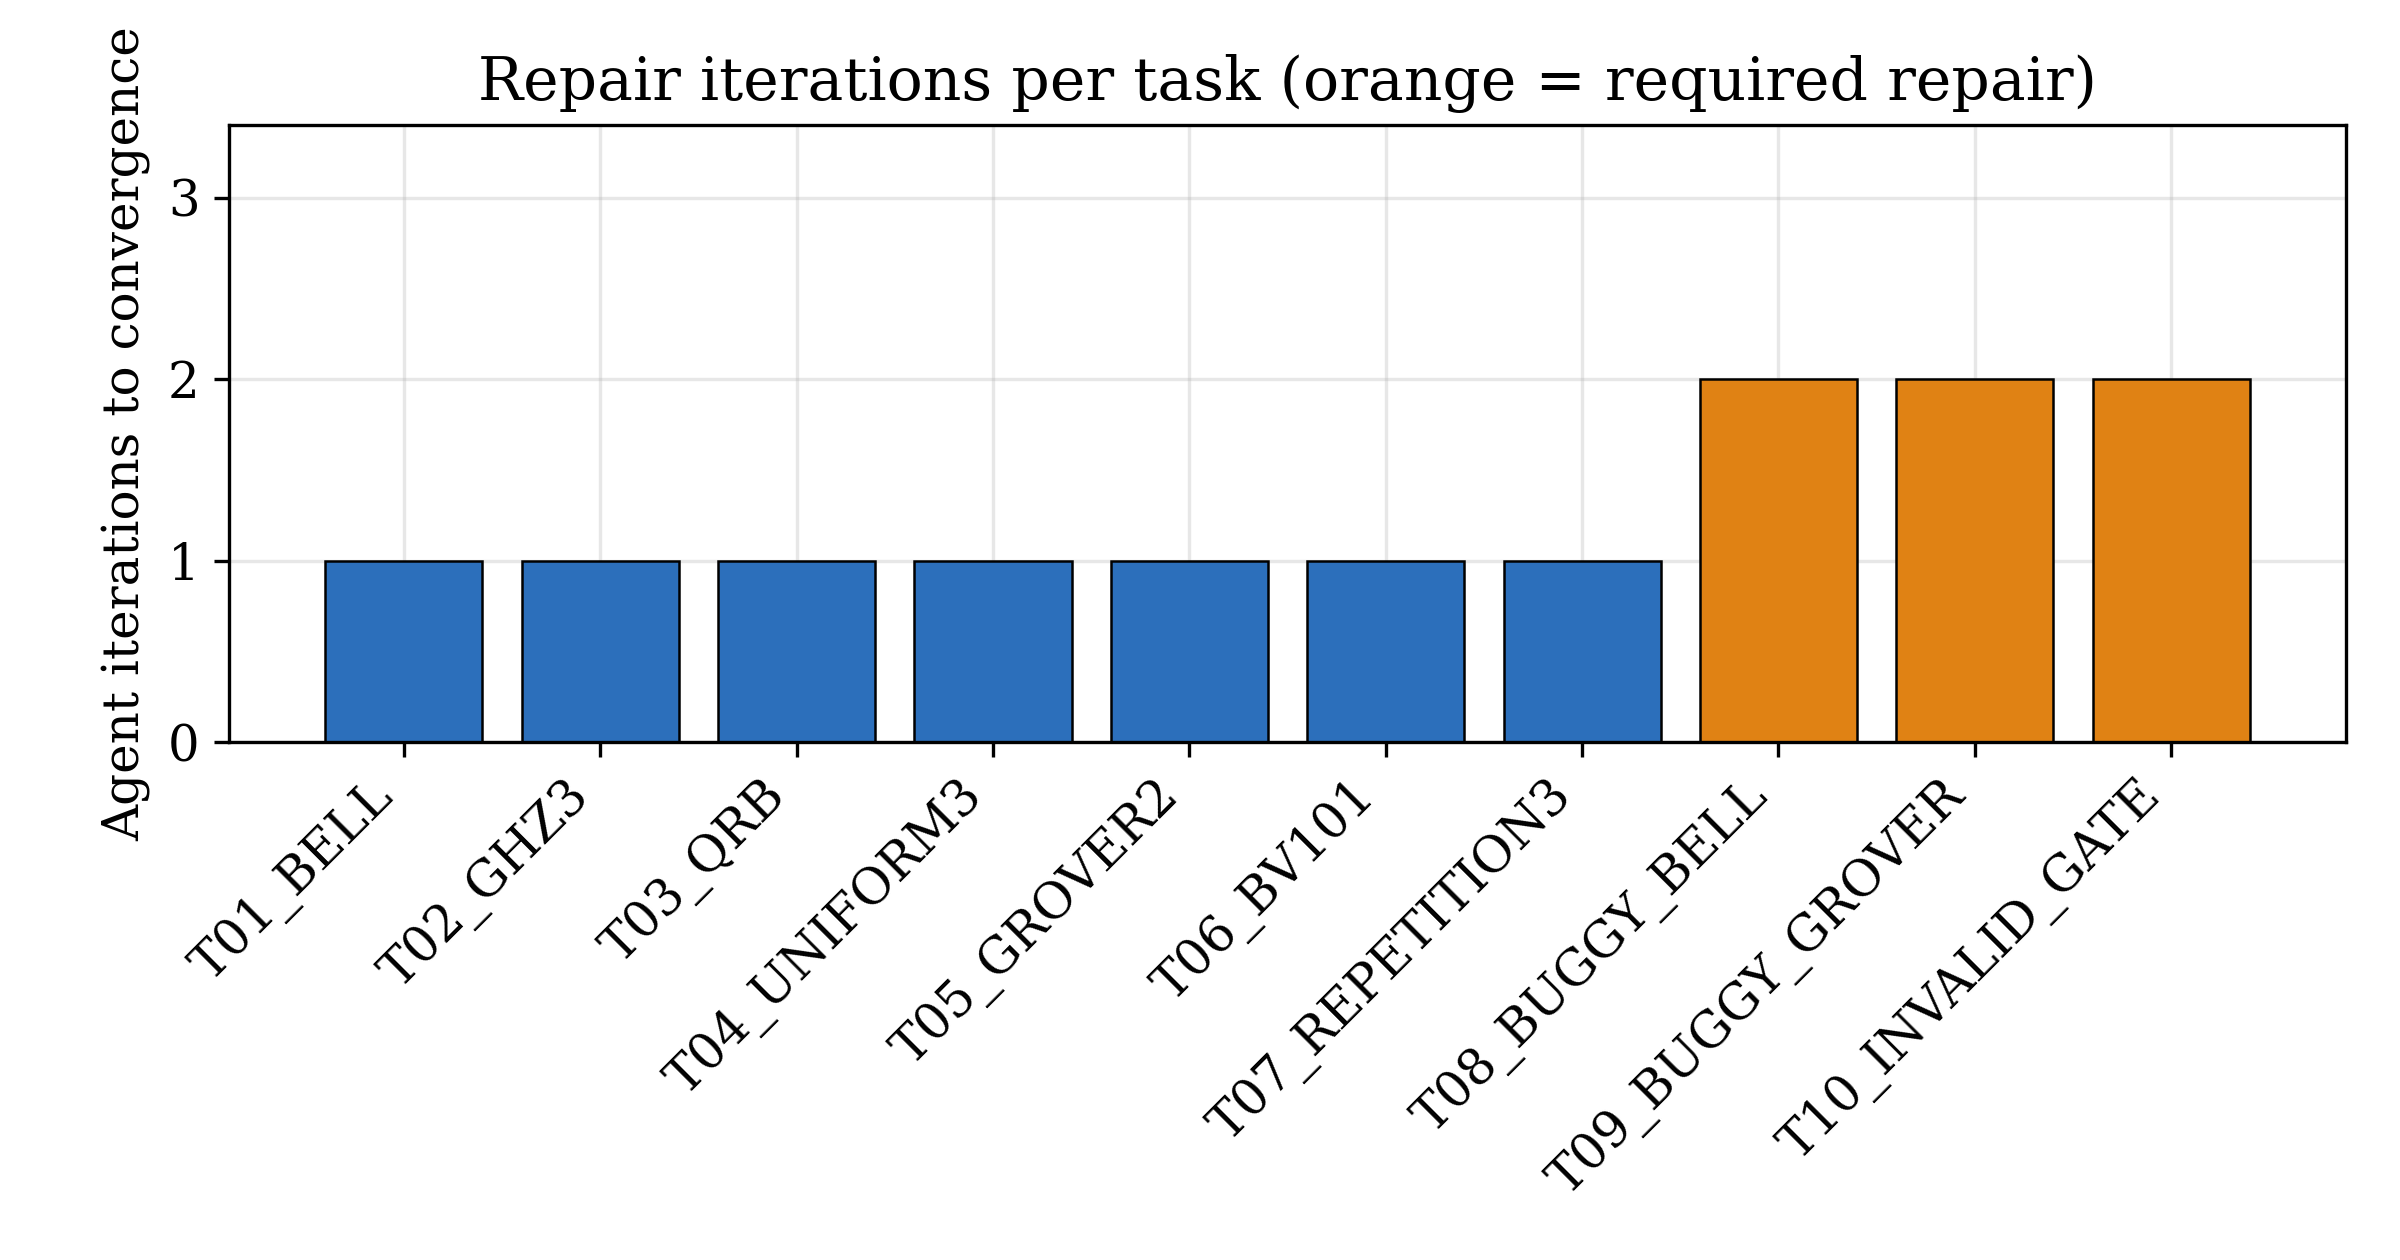 Repair iterations per task (orange = required repair)
Agent iterations to convergence
3
2
1
0
T01_BELL
T02_GHZ3
T03_QRB
T04_UNIFORM3
T05_GROVER2
T06_BV101
T07_REPETITION3
T08_BUGGY_BELL
T09_BUGGY_GROVER
T10_INVALID_GATE